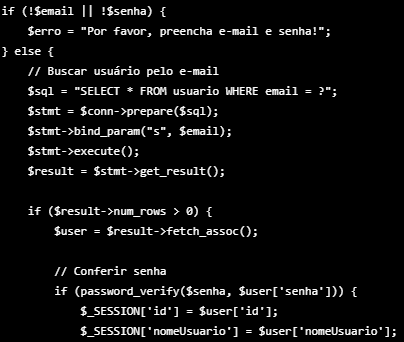 if (!$email || !$senha) {
    $erro = "Por favor, preencha e-mail e senha!";
} else {
    // Buscar usuário pelo e-mail
    $sql = "SELECT * FROM usuario WHERE email = ?";
    $stmt = $conn->prepare($sql);
    $stmt->bind_param("s", $email);
    $stmt->execute();
    $result = $stmt->get_result();

    if ($result->num_rows > 0) {
        $user = $result->fetch_assoc();

        // Conferir senha
        if (password_verify($senha, $user['senha'])) {
            $_SESSION['id'] = $user['id'];
            $_SESSION['nomeUsuario'] = $user['nomeUsuario'];